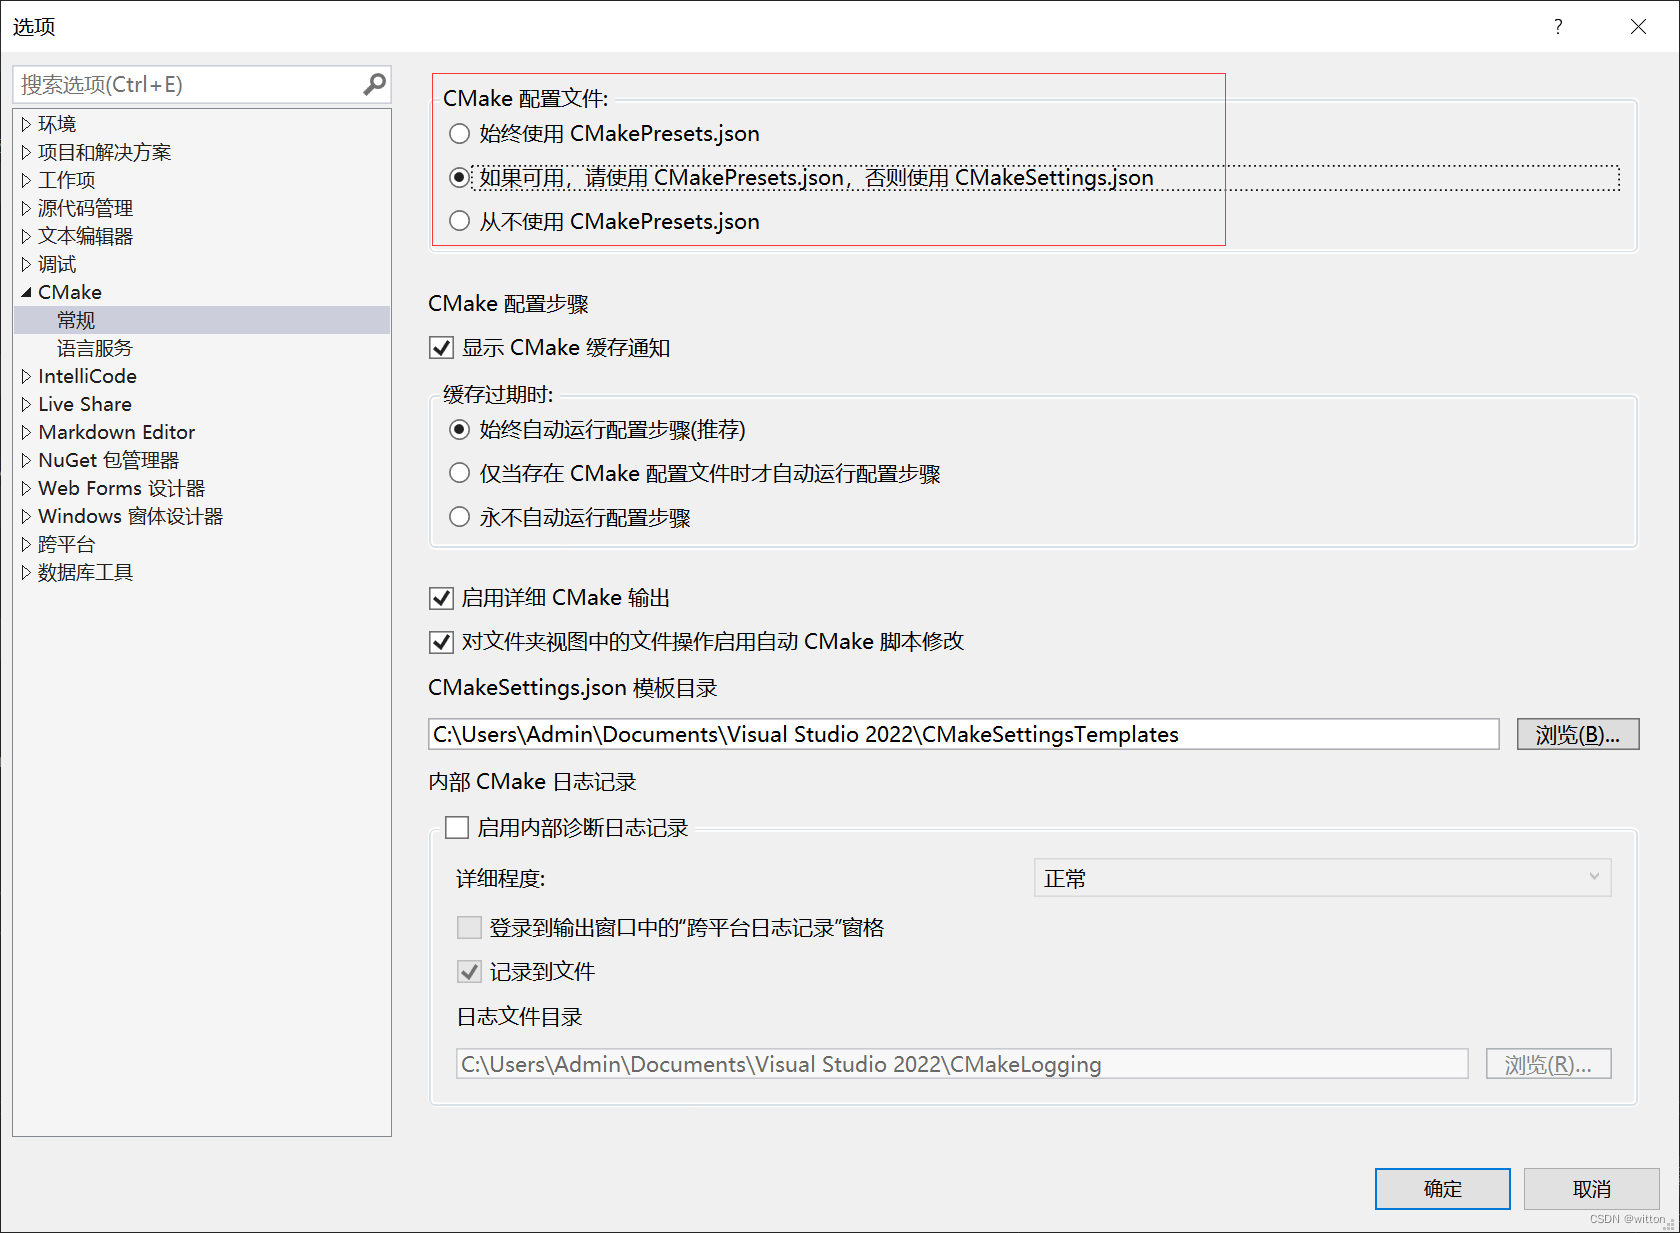 选项
搜索选项(Ctrl+E)
环境
项目和解决方案
工作项
源代码管理
文本编辑器
调试
CMake
常规
语言服务
IntelliCode
Live Share
Markdown Editor
NuGet 包管理器
Web Forms 设计器
Windows 窗体设计器
跨平台
数据库工具
CMake 配置文件:
始终使用 CMakePresets.json
如果可用，请使用 CMakePresets.json，否则使用 CMakeSettings.json
从不使用 CMakePresets.json
CMake 配置步骤
显示 CMake 缓存通知
缓存过期时:
始终自动运行配置步骤(推荐)
仅当存在 CMake 配置文件时才自动运行配置步骤
永不自动运行配置步骤
启用详细 CMake 输出
对文件夹视图中的文件操作启用自动 CMake 脚本修改
CMakeSettings.json 模板目录
C:\Users\Admin\Documents\Visual Studio 2022\CMakeSettingsTemplates
浏览(B)...
内部 CMake 日志记录
启用内部诊断日志记录
详细程度:
正常
登录到输出窗口中的“跨平台日志记录”窗格
记录到文件
日志文件目录
C:\Users\Admin\Documents\Visual Studio 2022\CMakeLogging
浏览(R)...
确定
取消
CSDN @witton